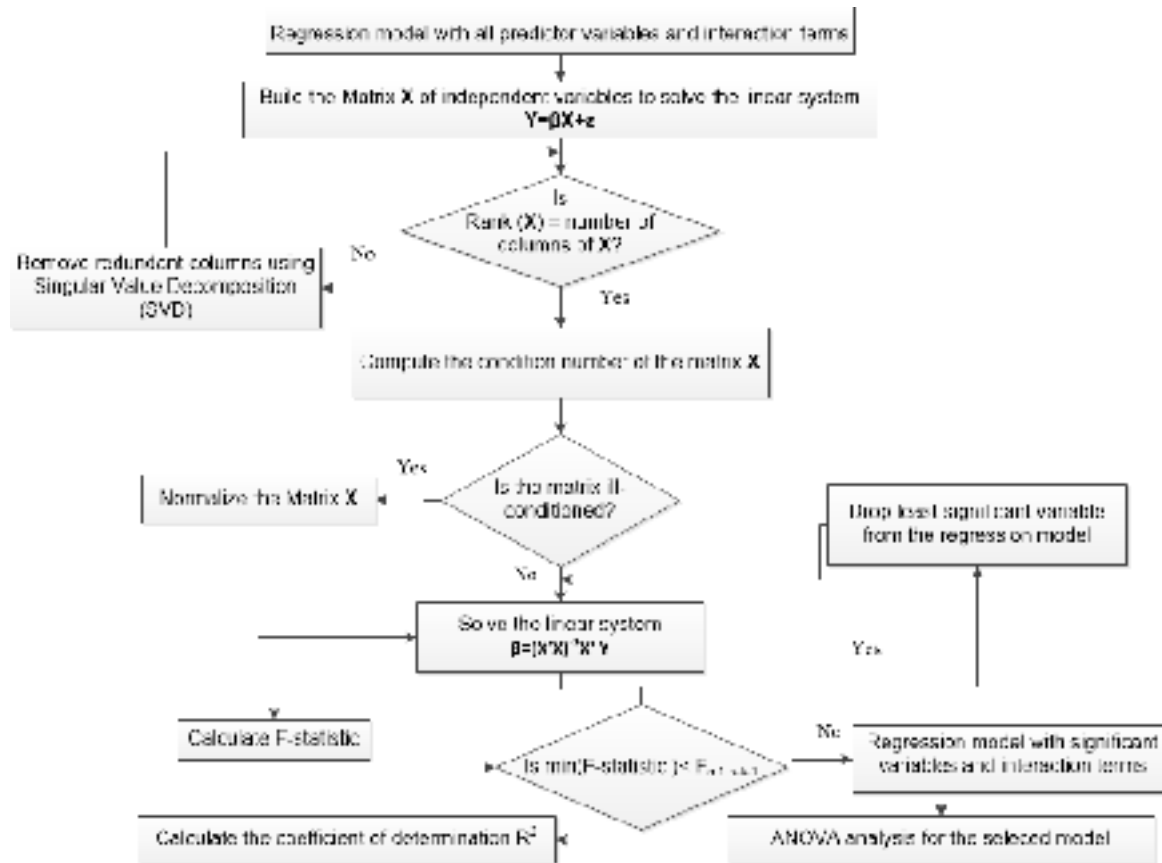 Regression model with all predictor variables and interaction terms
Build the Matrix X of independent variables to solve the linear system
Y=βX+ε
Is
Rank (X) = number of
columns of X?
No
Remove redundant columns using
Singular Value Decomposition
(SVD)
Yes
Compute the condition number of the matrix X
Yes
Is the matrix ill-
conditioned?
Normalize the Matrix X
Drop least significant variable
from the regression model
No
Solve the linear system
β=(X'X)⁻¹X' Y
Yes
Calculate F-statistic
No
Is min(F-statistic )< F
Regression model with significant
variables and interaction terms
Calculate the coefficient of determination R²
ANOVA analysis for the seleced model